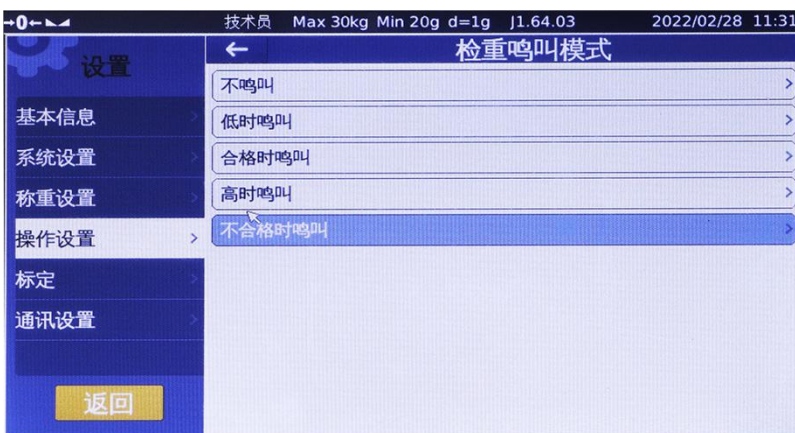 →0← 技术员 Max 30kg Min 20g d=1g J1.64.03 2022/02/28 11:31
设置
← 检重鸣叫模式
基本信息
系统设置
称重设置
操作设置
标定
通讯设置
返回
不鸣叫
低时鸣叫
合格时鸣叫
高时鸣叫
不合格时鸣叫